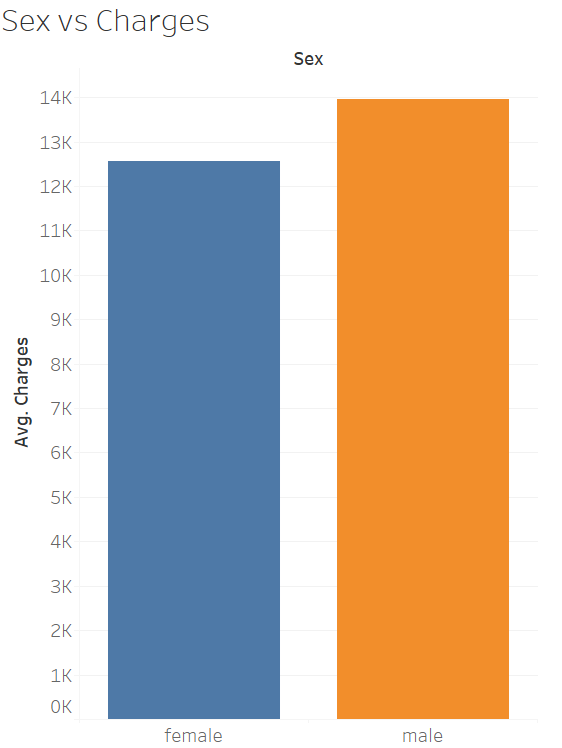 Sex vs Charges
Sex
14K
13K
12K
11K
10K
9K
8K
7K
6K
5K
4K
3K
2K
1K
0K
Avg. Charges
female male